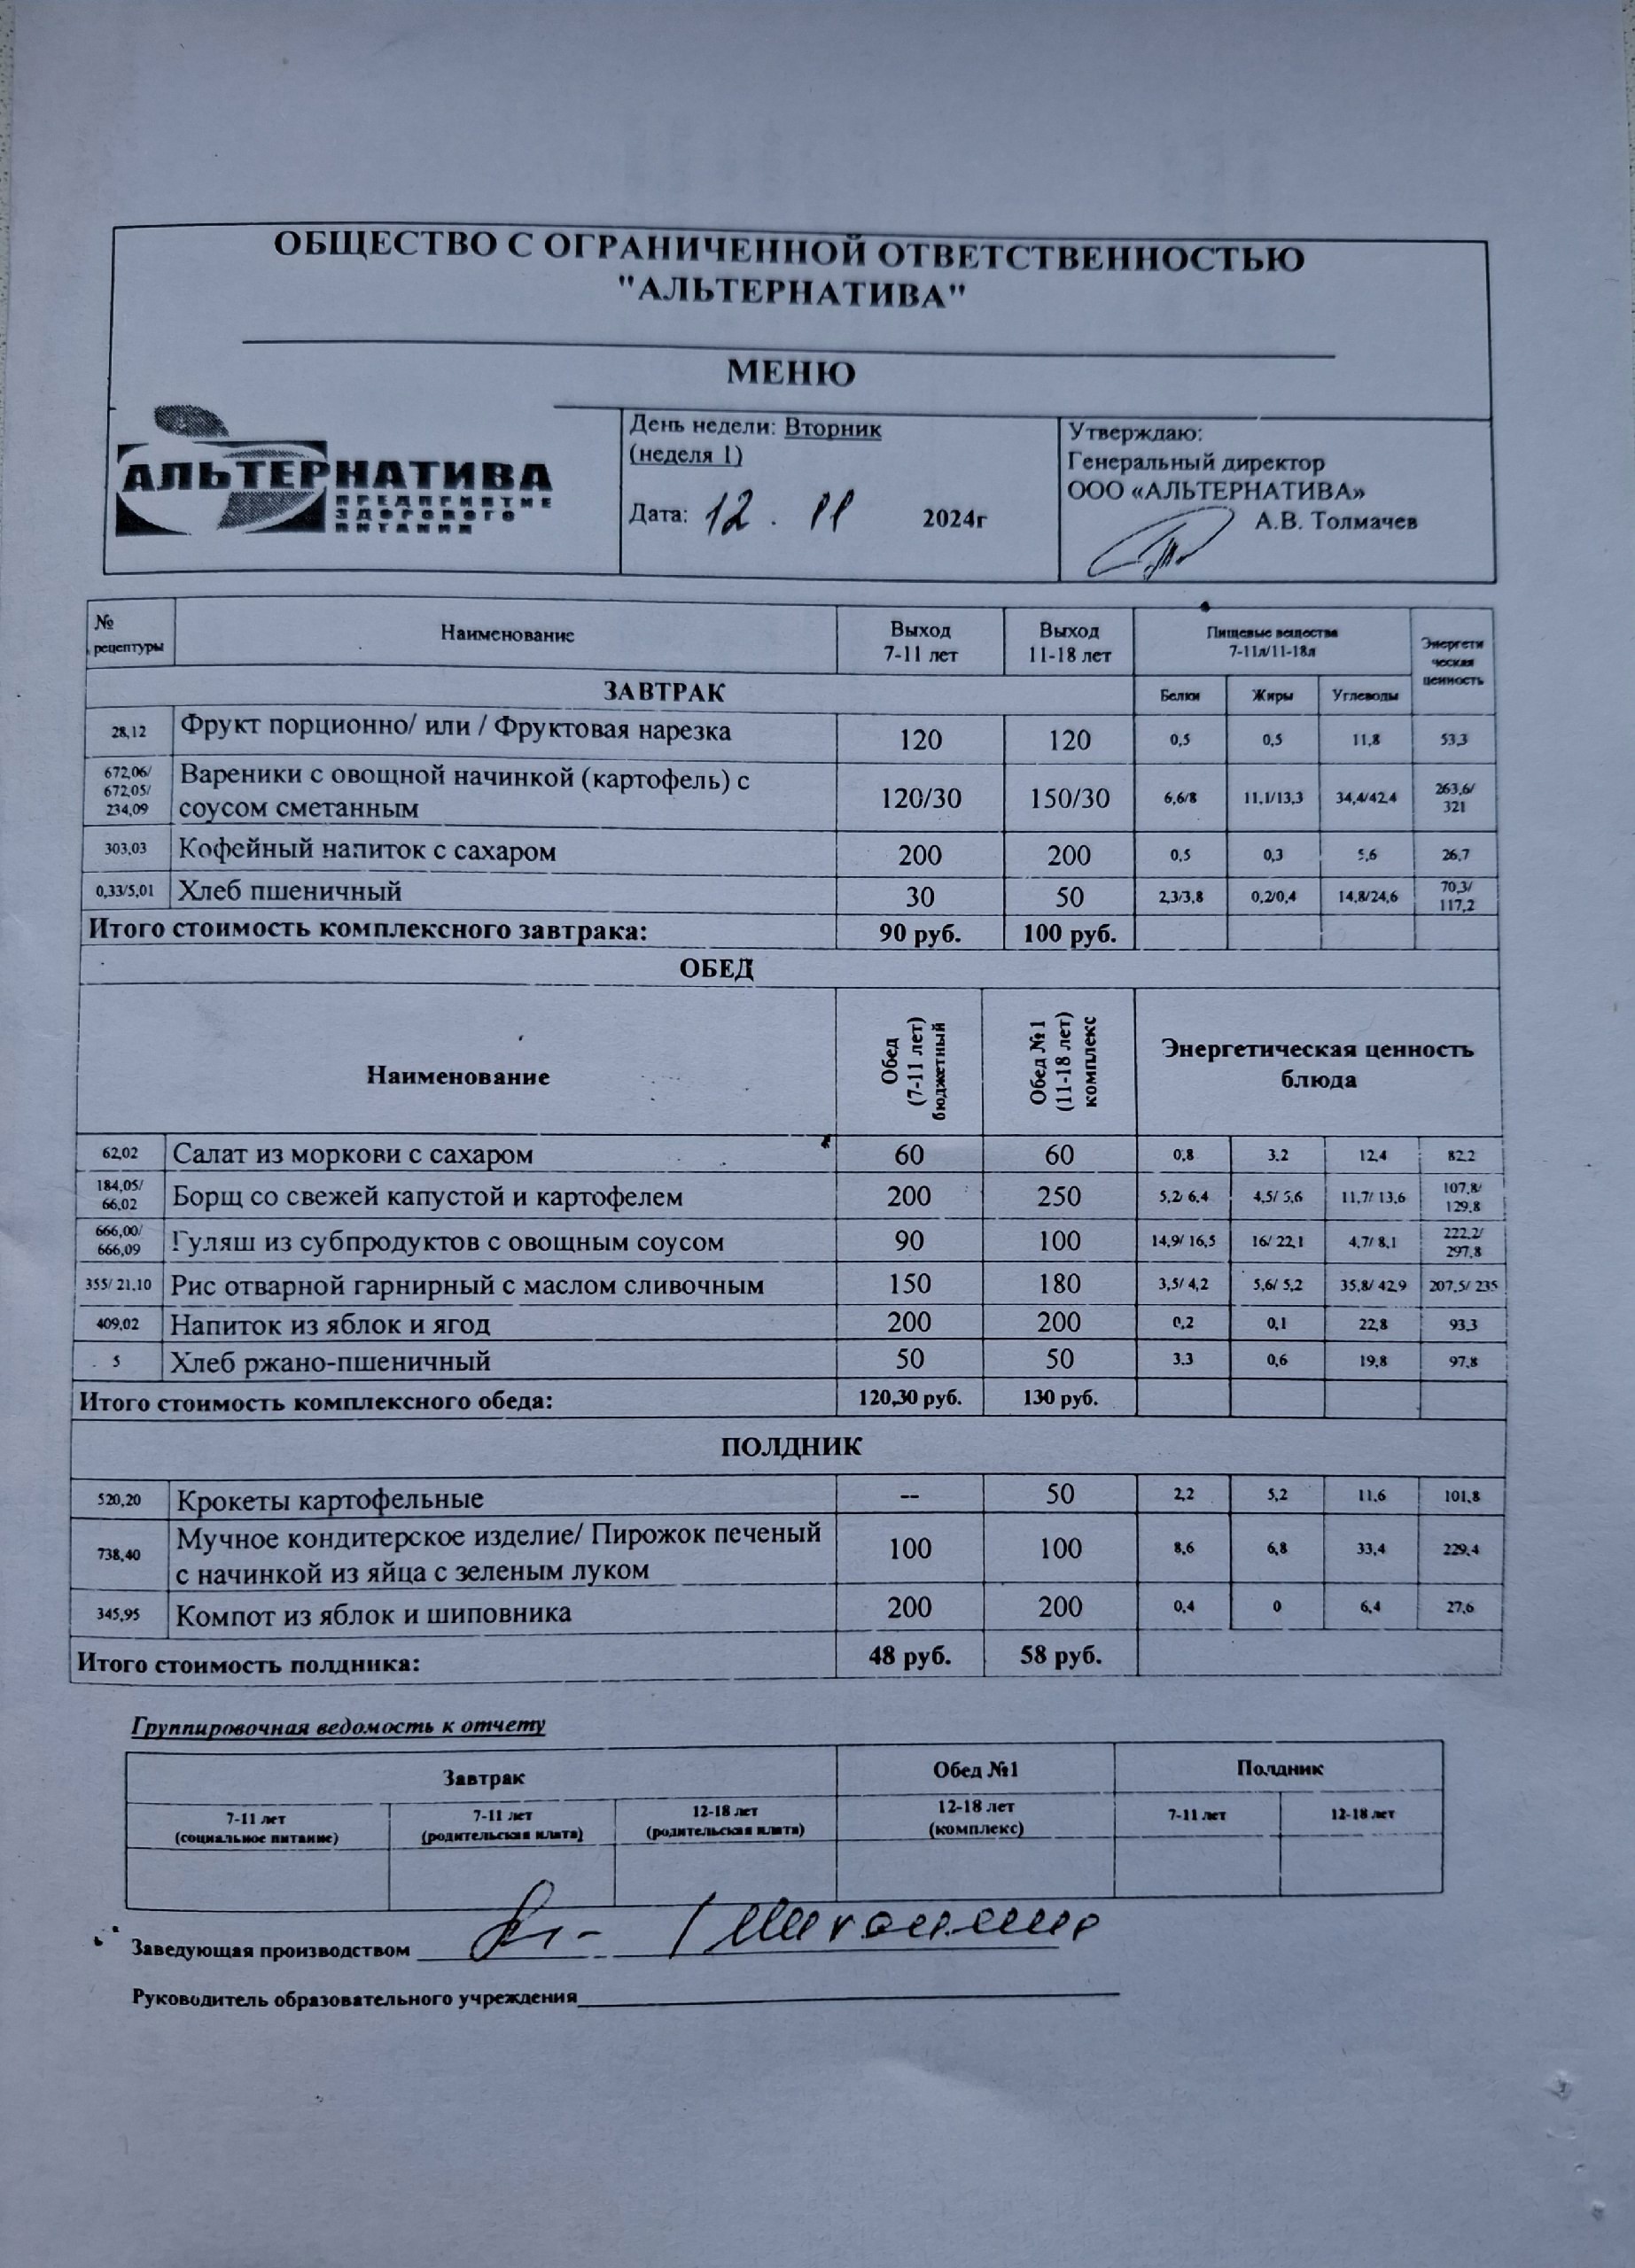 ОБЩЕСТВО С ОГРАНИЧЕННОЙ ОТВЕТСТВЕННОСТЬЮ
"АЛЬТЕРНАТИВА"
МЕНЮ
АЛЬТЕРНАТИВА
ПРЕДПРИЯТИЕ
ЗДОРОВОГО
ПИТАНИЯ
День недели: Вторник
(неделя 1)
Дата: 12 . 11 2024г
Утверждаю:
Генеральный директор
ООО «АЛЬТЕРНАТИВА»
А.В. Толмачев
№ рецептуры Наименование Выход 7-11 лет Выход 11-18 лет Пищевые вещества 7-11л/11-18л Энергетическая ценность
ЗАВТРАК Белки Жиры Углеводы
28,12 Фрукт порционно/ или / Фруктовая нарезка 120 120 0,5 0,5 11,8 53,3
672,06/ 672,05/ 234,09 Вареники с овощной начинкой (картофель) с соусом сметанным 120/30 150/30 6,6/8 11,1/13,3 34,4/42,4 263,6/ 321
303,03 Кофейный напиток с сахаром 200 200 0,5 0,3 5,6 26,7
0,33/5,01 Хлеб пшеничный 30 50 2,3/3,8 0,2/0,4 14,8/24,6 70,3/ 117,2
Итого стоимость комплексного завтрака: 90 руб. 100 руб.
ОБЕД
Наименование Обед (7-11 лет) бюджетный Обед №1 (11-18 лет) комплекс Энергетическая ценность блюда
62,02 Салат из моркови с сахаром 60 60 0,8 3,2 12,4 82,2
184,05/ 66,02 Борщ со свежей капустой и картофелем 200 250 5,2/ 6,4 4,5/ 5,6 11,7/ 13,6 107,8/ 129,8
666,00/ 666,09 Гуляш из субпродуктов с овощным соусом 90 100 14,9/ 16,5 16/ 22,1 4,7/ 8,1 222,2/ 297,8
355/ 21,10 Рис отварной гарнирный с маслом сливочным 150 180 3,5/ 4,2 5,6/ 5,2 35,8/ 42,9 207,5/ 235
409,02 Напиток из яблок и ягод 200 200 0,2 0,1 22,8 93,3
5 Хлеб ржано-пшеничный 50 50 3,3 0,6 19,8 97,8
Итого стоимость комплексного обеда: 120,30 руб. 130 руб.
ПОЛДНИК
520,20 Крокеты картофельные -- 50 2,2 5,2 11,6 101,8
738,40 Мучное кондитерское изделие/ Пирожок печеный с начинкой из яйца с зеленым луком 100 100 8,6 6,8 33,4 229,4
345,95 Компот из яблок и шиповника 200 200 0,4 0 6,4 27,6
Итого стоимость полдника: 48 руб. 58 руб.
Группировочная ведомость к отчету
Завтрак Обед №1 Полдник
7-11 лет (социальное питание) 7-11 лет (родительская плата) 12-18 лет (родительская плата) 12-18 лет (комплекс) 7-11 лет 12-18 лет
Заведующая производством
Руководитель образовательного учреждения